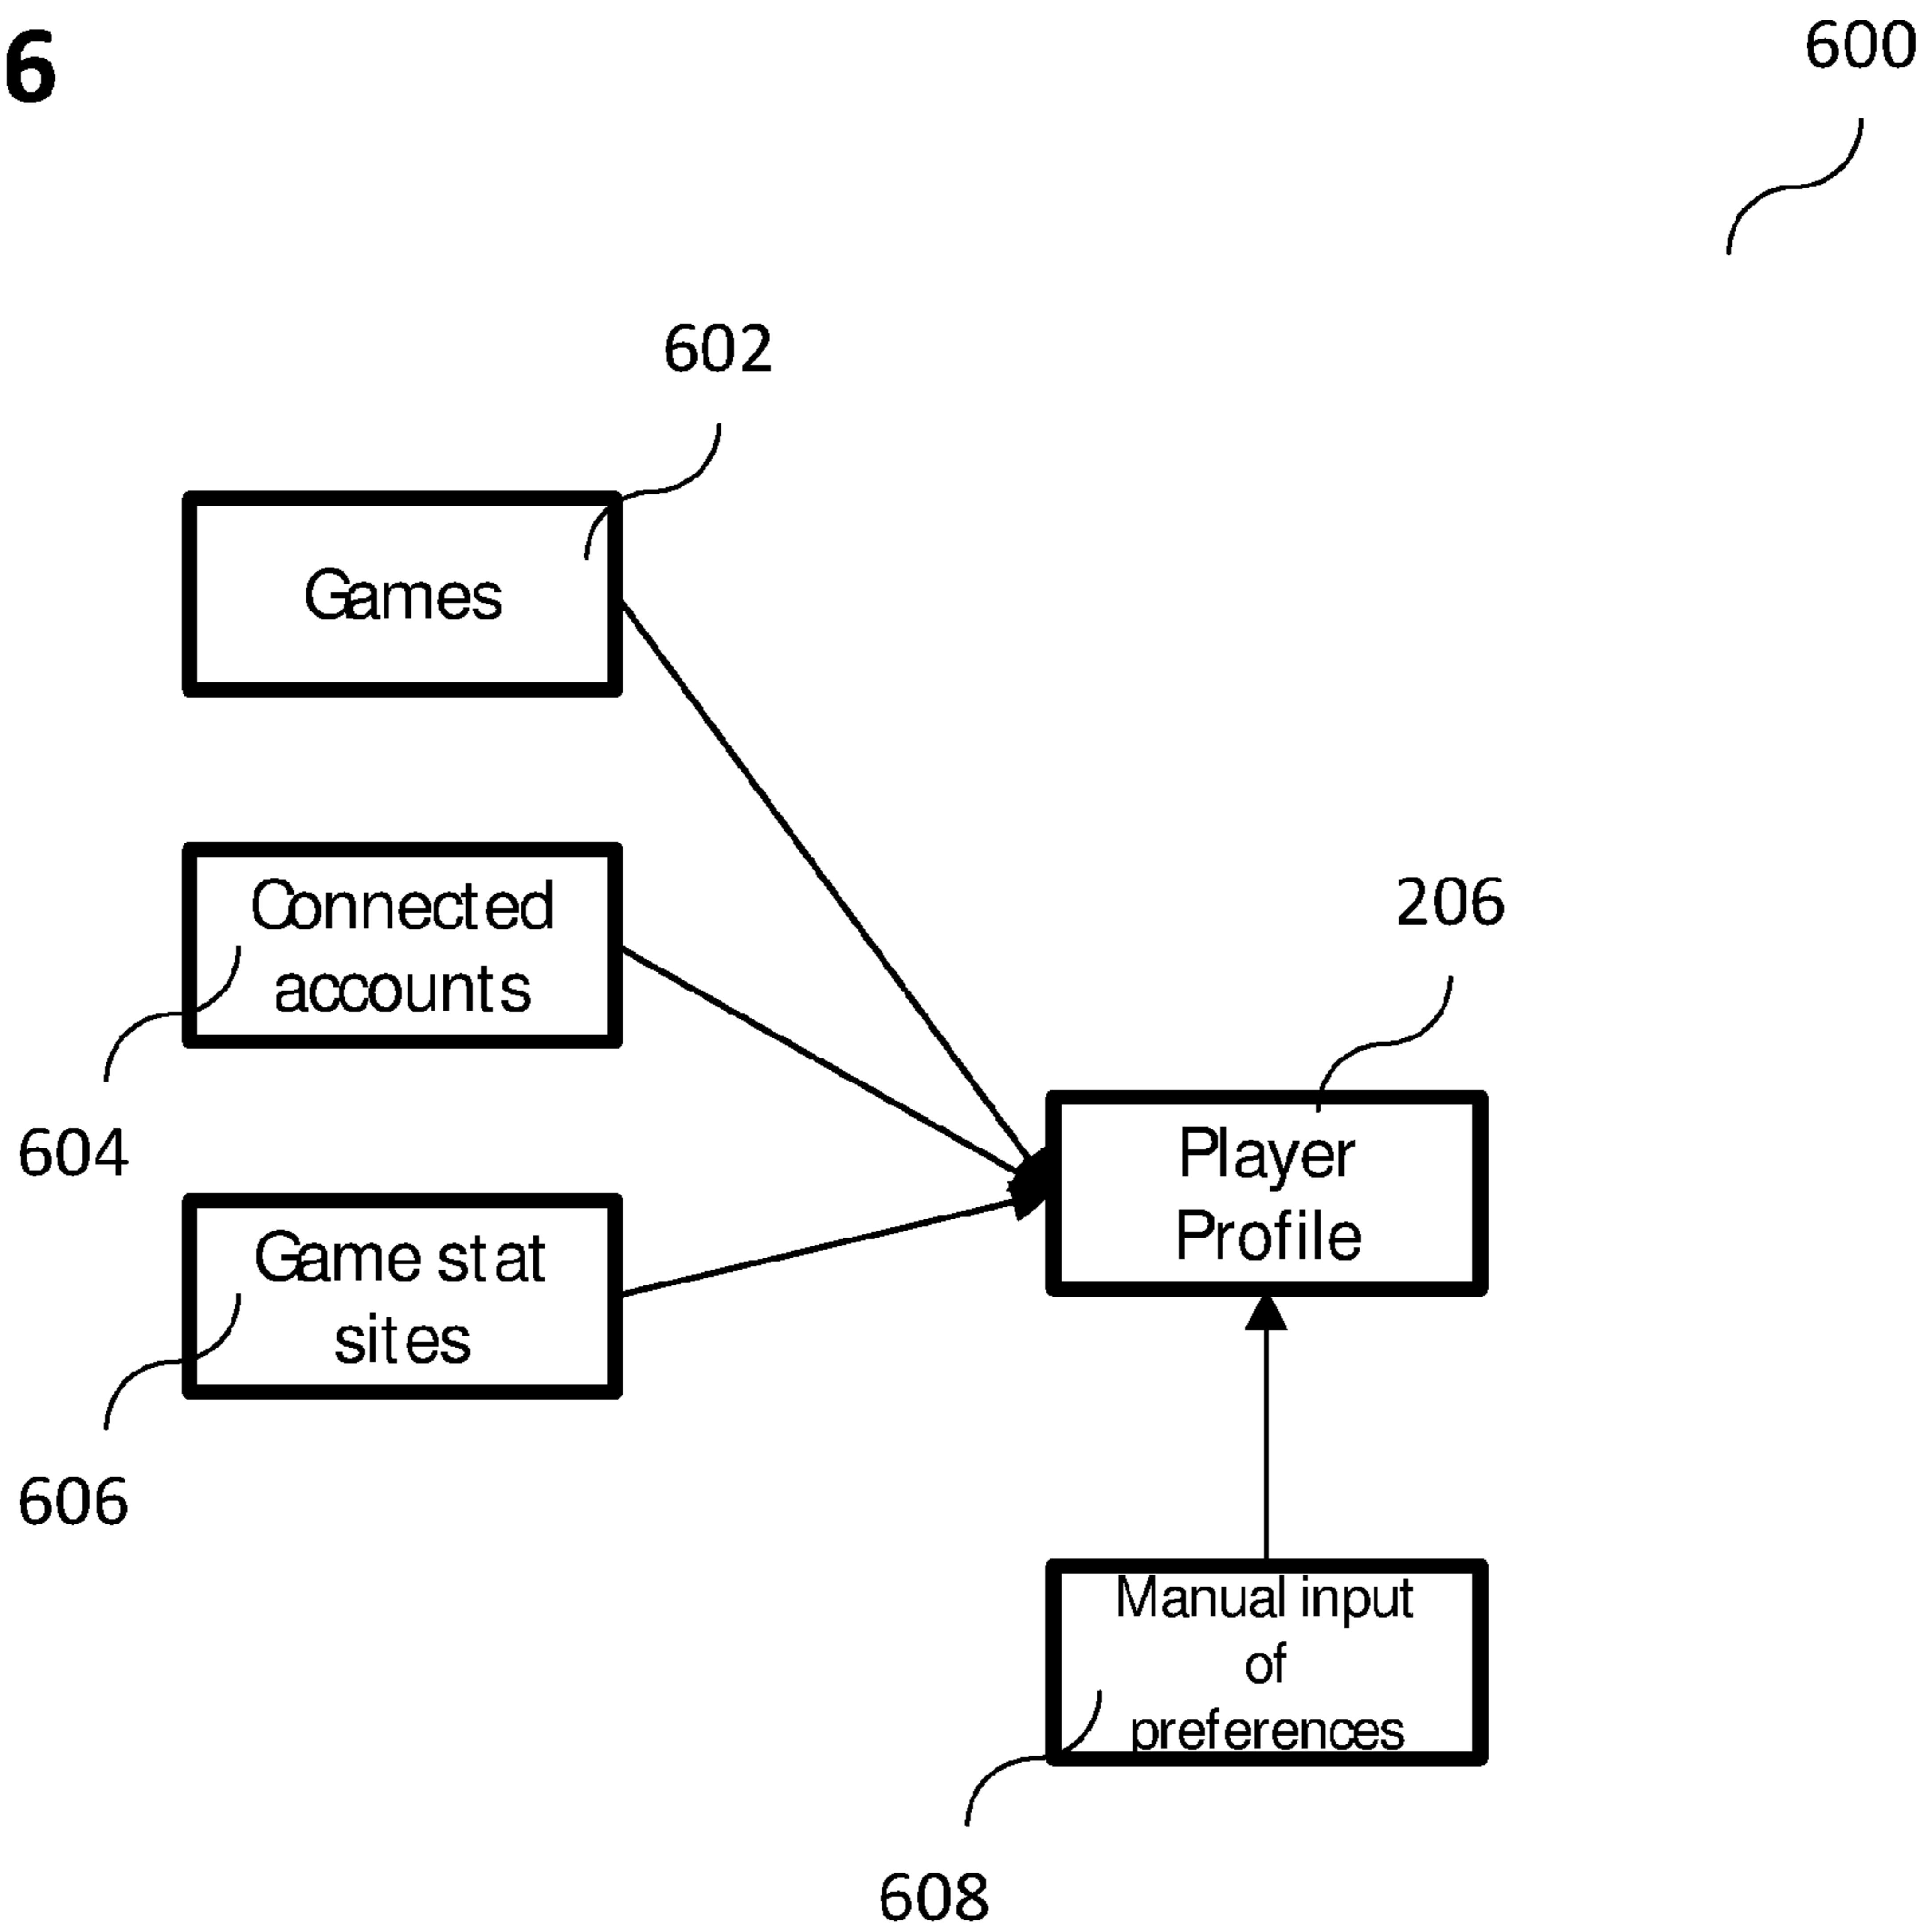 6
600
602
Games
Connected
accounts
206
604
Player
Profile
Game stat
sites
606
Manual input
of
preferences
608